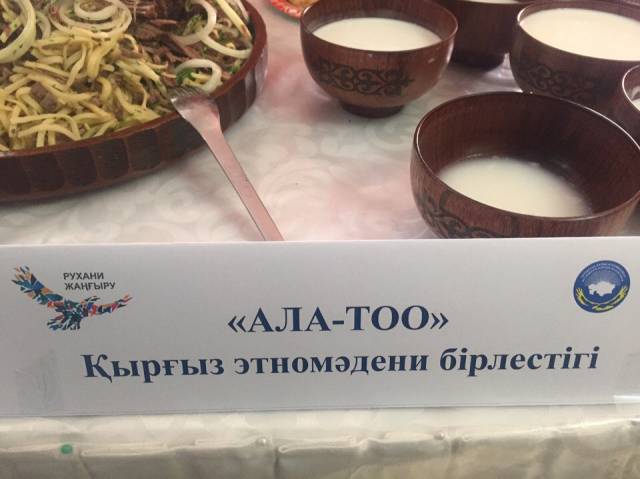 РУХАНИ
ЖАҢҒЫРУ
«АЛА-ТОО»
Қырғыз этномәдени бірлестігі